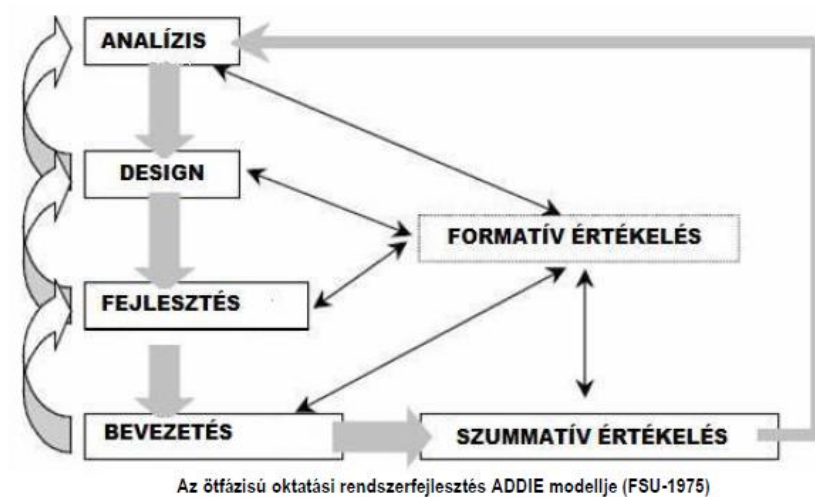 ANALÍZIS
DESIGN
FORMATÍV ÉRTÉKELÉS
FEJLESZTÉS
BEVEZETÉS
SZUMMATÍV ÉRTÉKELÉS
Az ötfázisú oktatási rendszerfejlesztés ADDIE modellje (FSU-1975)